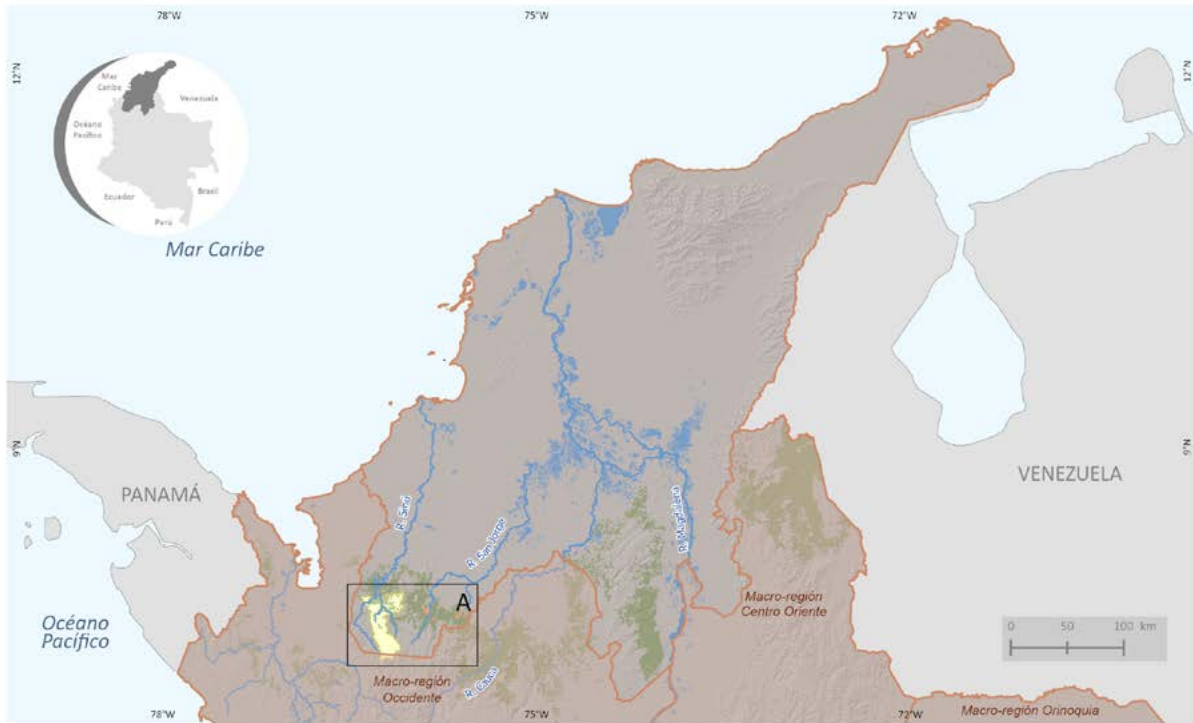 78°W
75°W
72°W
12°N
12°N
Mar
Caribe
Venezuela
Océano
Pacífico
Ecuador
Brasil
Perú
Mar Caribe
9°N
9°N
PANAMÁ
VENEZUELA
R. Sinú
R. San Jorge
R. Magdalena
A
Macro-región
Centro Oriente
0 50 100 km
Océano
Pacífico
Macro-región
Occidente
R. Cauca
Macro-región Orinoquia
78°W
75°W
72°W